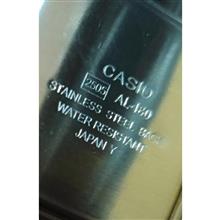 CASIO
2505 AL-180
STAINLESS STEEL BACK
WATER RESISTANT
JAPAN Y